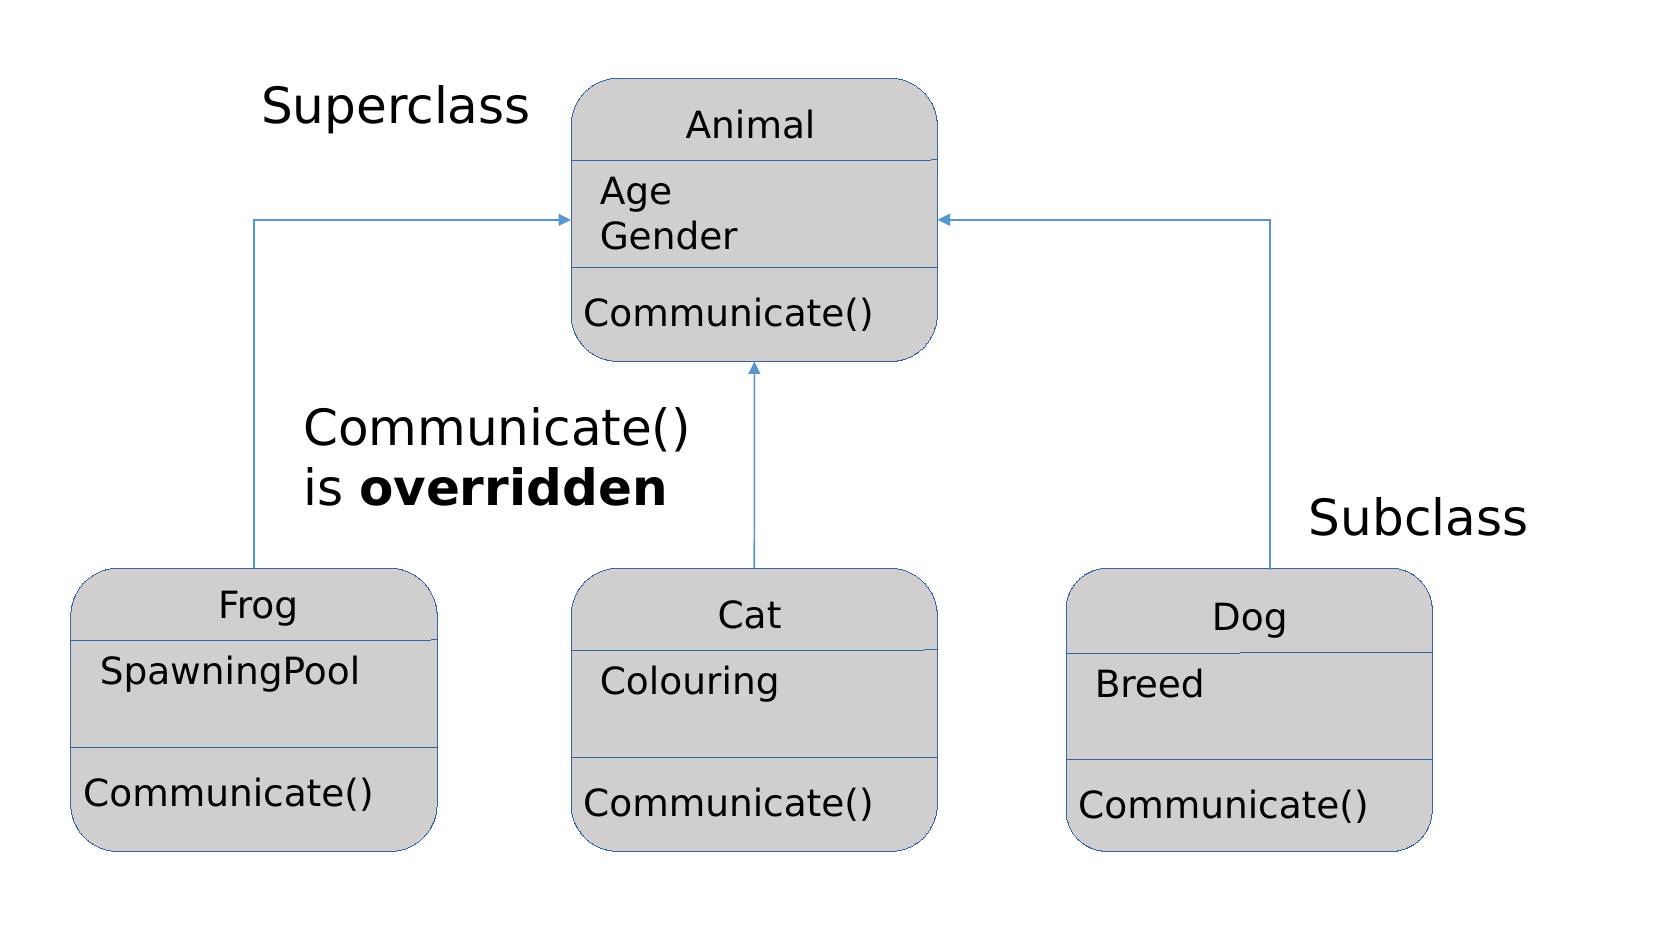 Superclass
Animal
Age
Gender
Communicate()
Communicate()
is overridden
Subclass
Frog
SpawningPool
Communicate()
Cat
Colouring
Communicate()
Dog
Breed
Communicate()